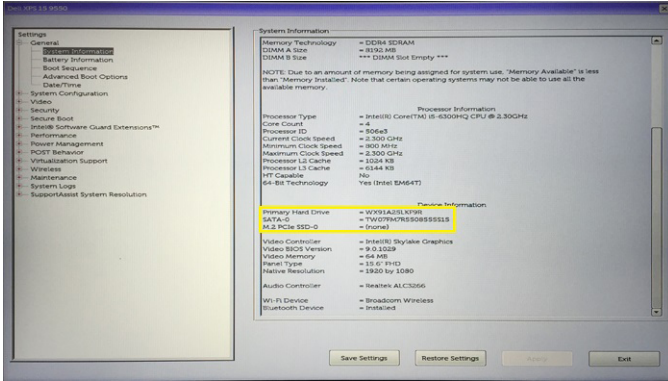 Dell XPS 15 9550
Settings
General
System Information
Battery Information
Boot Sequence
Advanced Boot Options
Date/Time
System Configuration
Video
Security
Secure Boot
Intel® Software Guard Extensions™
Performance
Power Management
POST Behavior
Virtualization Support
Wireless
Maintenance
System Logs
SupportAssist System Resolution
System Information
Memory Technology = DDR4 SDRAM
DIMM A Size = 8192 MB
DIMM B Size *** DIMM Slot Empty ***
NOTE: Due to an amount of memory being assigned for system use, "Memory Available" is less
than "Memory Installed". Note that certain operating systems may not be able to use all the
available memory.
Processor Information
Processor Type = Intel(R) Core(TM) i5-6300HQ CPU @ 2.30GHz
Core Count = 4
Processor ID = 506e3
Current Clock Speed = 2.300 GHz
Minimum Clock Speed = 800 MHz
Maximum Clock Speed = 2.300 GHz
Processor L2 Cache = 1024 KB
Processor L3 Cache = 6144 KB
HT Capable No
64-Bit Technology Yes (Intel EM64T)
Device Information
Primary Hard Drive = WX91A25LKF9R
SATA-0 = TW07FM7R5508555515
M.2 PCIe SSD-0 = (none)
Video Controller = Intel(R) Skylake Graphics
Video BIOS Version = 9.0.1029
Video Memory = 64 MB
Panel Type = 15.6" FHD
Native Resolution = 1920 by 1080
Audio Controller = Realtek ALC3266
Wi-Fi Device = Broadcom Wireless
Bluetooth Device = Installed
Save Settings
Restore Settings
Apply
Exit